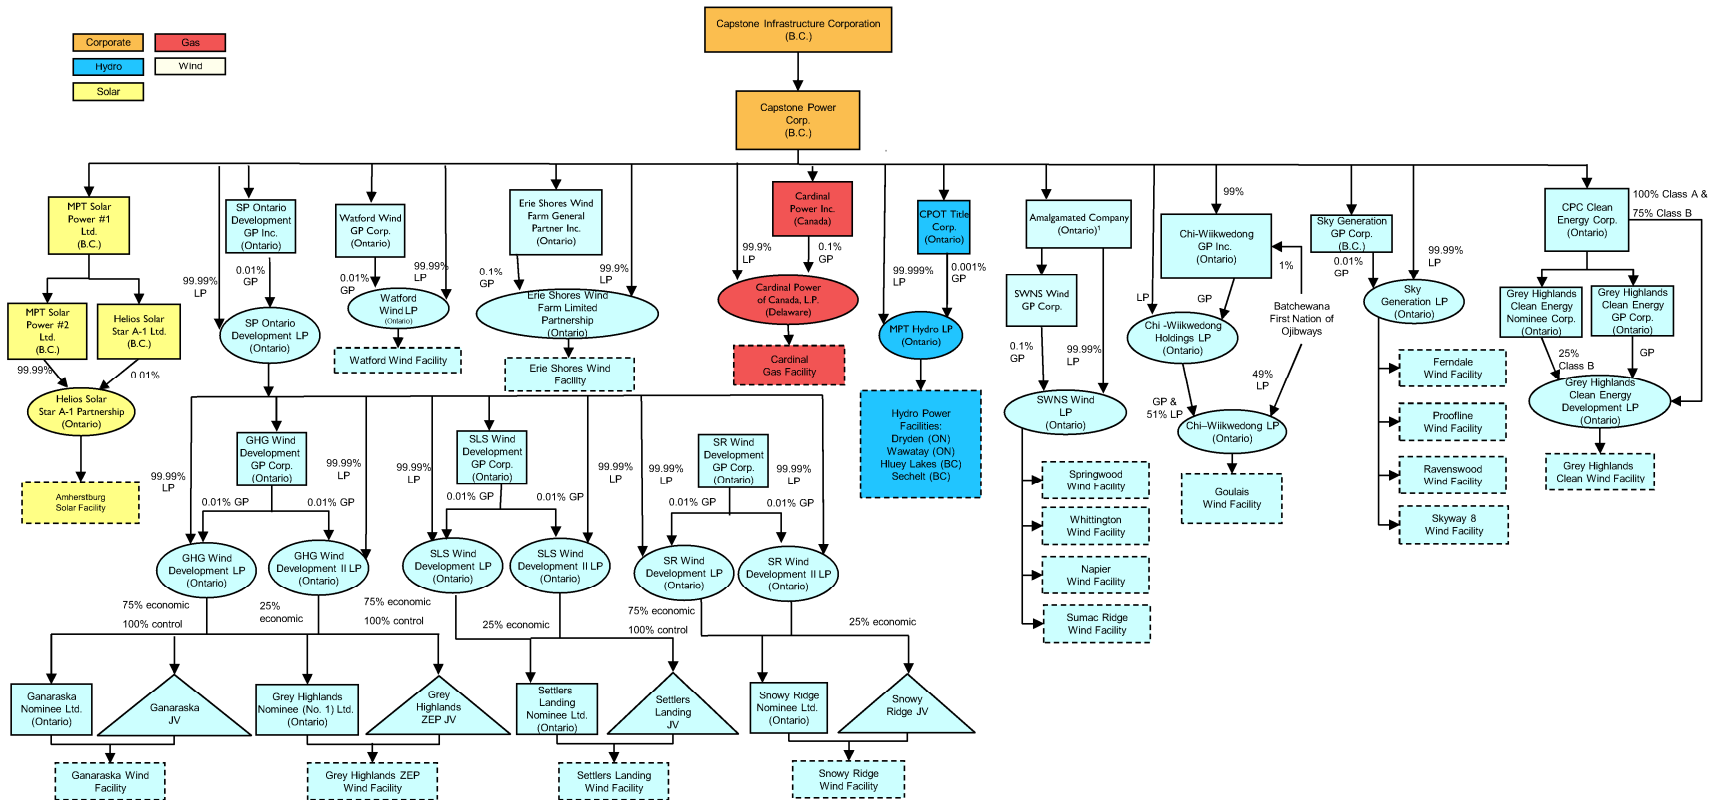 Capstone Infrastructure Corporation
(B.C.)
Corporate
Gas
Hydro
Wind
Solar
Capstone Power
Corp.
(B.C.)
MPT Solar
Power #1
Ltd.
(B.C.)
99.99%
LP
SP Ontario
Development
GP Inc.
(Ontario)
0.01%
GP
Watford Wind
GP Corp.
(Ontario)
0.01%
GP
99.99%
LP
Erie Shores Wind
Farm General
Partner Inc.
(Ontario)
0.1%
GP
99.9%
LP
99.9%
LP
Cardinal
Power Inc.
(Canada)
0.1%
GP
99.999%
LP
CPOT Title
Corp.
(Ontario)
0.001%
GP
Amalgamated Company
(Ontario)¹
LP
99%
Chi-Wiikwedong
GP Inc.
(Ontario)
GP
1%
Batchewana
First Nation of
Ojibways
Sky Generation
GP Corp.
(B.C.)
0.01%
GP
99.99%
LP
CPC Clean
Energy Corp.
(Ontario)
100% Class A &
75% Class B
MPT Solar
Power #2
Ltd.
(B.C.)
Helios Solar
Star A-1 Ltd.
(B.C.)
99.99%
0.01%
Helios Solar
Star A-1 Partnership
(Ontario)
Amherstburg
Solar Facility
SP Ontario
Development LP
(Ontario)
Watford
Wind LP
(Ontario)
Watford Wind Facility
Erie Shores Wind
Farm Limited
Partnership
(Ontario)
Erie Shores Wind
Facility
Cardinal Power
of Canada, L.P.
(Delaware)
Cardinal
Gas Facility
MPT Hydro LP
(Ontario)
Hydro Power
Facilities:
Dryden (ON)
Wawatay (ON)
Hluey Lakes (BC)
Sechelt (BC)
SWNS Wind
GP Corp.
0.1%
GP
99.99%
LP
SWNS Wind
LP
(Ontario)
Springwood
Wind Facility
Whittington
Wind Facility
Napier
Wind Facility
Sumac Ridge
Wind Facility
Chi -Wiikwedong
Holdings LP
(Ontario)
GP &
51% LP
49%
LP
Chi–Wiikwedong LP
(Ontario)
Goulais
Wind Facility
Sky
Generation LP
(Ontario)
Ferndale
Wind Facility
Proofline
Wind Facility
Ravenswood
Wind Facility
Skyway 8
Wind Facility
Grey Highlands
Clean Energy
Nominee Corp.
(Ontario)
Grey Highlands
Clean Energy
GP Corp.
(Ontario)
25%
Class B
GP
Grey Highlands
Clean Energy
Development LP
(Ontario)
Grey Highlands
Clean Wind Facility
99.99%
LP
GHG Wind
Development
GP Corp.
(Ontario)
99.99%
LP
0.01% GP
0.01% GP
99.99%
LP
SLS Wind
Development
GP Corp.
(Ontario)
99.99%
LP
0.01% GP
0.01% GP
99.99%
LP
SR Wind
Development
GP Corp.
(Ontario)
99.99%
LP
0.01% GP
0.01% GP
GHG Wind
Development LP
(Ontario)
GHG Wind
Development II LP
(Ontario)
SLS Wind
Development LP
(Ontario)
SLS Wind
Development II LP
(Ontario)
SR Wind
Development LP
(Ontario)
SR Wind
Development II LP
(Ontario)
75% economic
100% control
25%
economic
75% economic
100% control
25% economic
75% economic
100% control
25% economic
Ganaraska
Nominee Ltd.
(Ontario)
Ganaraska
JV
Grey Highlands
Nominee (No. 1) Ltd.
(Ontario)
Grey
Highlands
ZEP JV
Settlers
Landing
Nominee Ltd.
(Ontario)
Settlers
Landing
JV
Snowy Ridge
Nominee Ltd.
(Ontario)
Snowy
Ridge JV
Ganaraska Wind
Facility
Grey Highlands ZEP
Wind Facility
Settlers Landing
Wind Facility
Snowy Ridge
Wind Facility